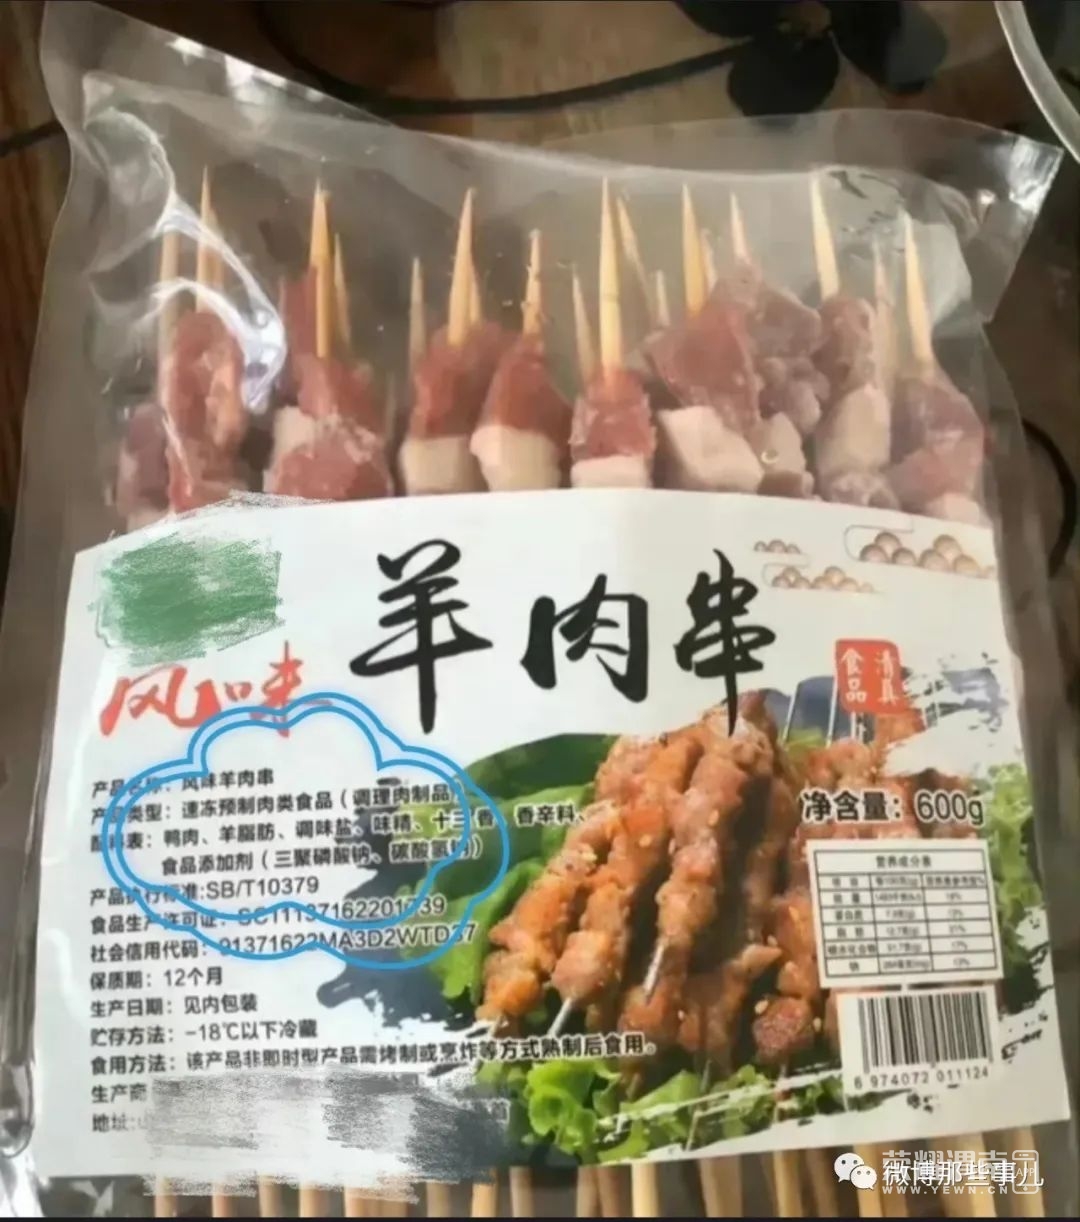 羊肉串
风味
清真
食品
产品名称：风味羊肉串
产品类型：速冻预制肉类食品（调理肉制品）
配料表：鸭肉、羊脂肪、调味盐、味精、十三香、香辛料、
食品添加剂（三聚磷酸钠、碳酸氢钠）
净含量：600g
产品执行标准:SB/T10379
食品生产许可证：SC11137162201739
社会信用代码：91371622MA3D2WTD37
保质期：12个月
生产日期：见内包装
贮存方法：-18℃以下冷藏
食用方法：该产品非即时型产品需烤制或烹炸等方式熟制后食用。
生产商
地址:
营养成分表
6 974072 011124
微博那些事儿
WWW.YEWN.CN